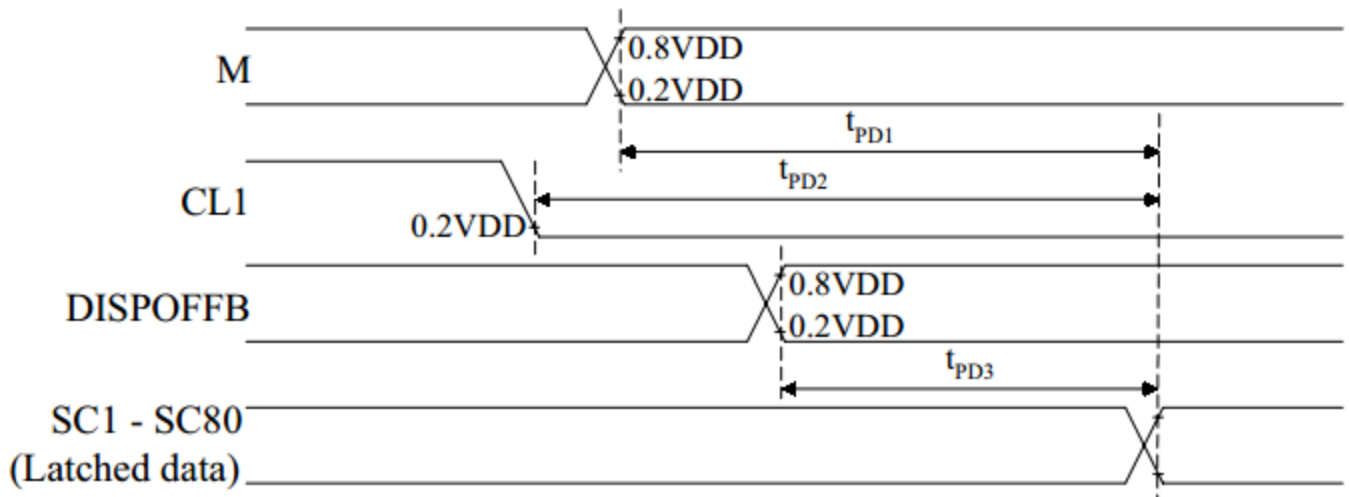 M
0.8VDD
0.2VDD
tPD1
tPD2
CL1
0.2VDD
DISPOFFB
0.8VDD
0.2VDD
tPD3
SC1 - SC80
(Latched data)